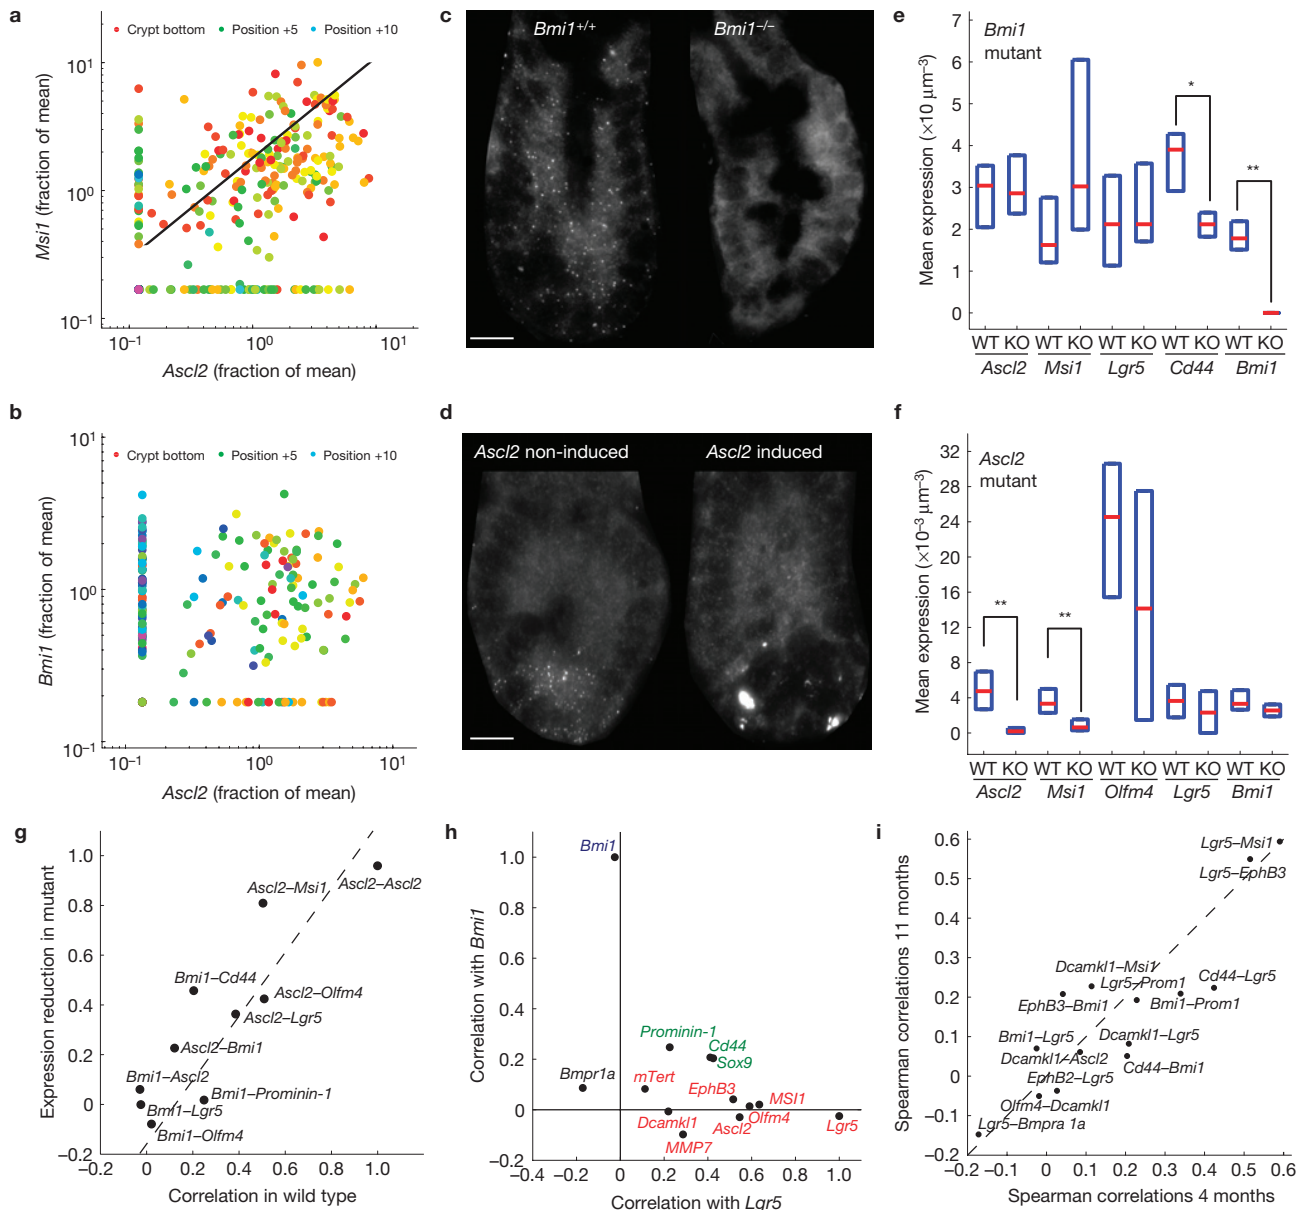 a
Crypt bottom Position +5 Position +10
10¹
10⁰
10⁻¹
Msi1 (fraction of mean)
10⁻¹ 10⁰ 10¹
Ascl2 (fraction of mean)
b
Crypt bottom Position +5 Position +10
10¹
10⁰
10⁻¹
Bmi1 (fraction of mean)
10⁻¹ 10⁰ 10¹
Ascl2 (fraction of mean)
c
Bmi1+/+ Bmi1–/–
d
Ascl2 non-induced Ascl2 induced
e
Bmi1
mutant
Mean expression (×10 µm⁻³)
7
6
5
4
3
2
1
0
*
**
WT KO WT KO WT KO WT KO WT KO
Ascl2 Msi1 Lgr5 Cd44 Bmi1
f
Ascl2
mutant
Mean expression (×10⁻³ µm⁻³)
32
28
24
20
16
12
8
4
0
**
**
WT KO WT KO WT KO WT KO WT KO
Ascl2 Msi1 Olfm4 Lgr5 Bmi1
g
Expression reduction in mutant
1.0
0.8
0.6
0.4
0.2
0
–0.2
Ascl2–Ascl2
Ascl2–Msi1
Bmi1–Cd44
Ascl2–Olfm4
Ascl2–Lgr5
Ascl2–Bmi1
Bmi1–Ascl2
Bmi1–Prominin-1
Bmi1–Lgr5
Bmi1–Olfm4
–0.2 0 0.2 0.4 0.6 0.8 1.0
Correlation in wild type
h
Correlation with Bmi1
1.0
0.8
0.6
0.4
0.2
0
–0.2
Bmi1
Prominin-1
Cd44
Sox9
Bmpr1a
mTert
EphB3
MSI1
Dcamkl1
Ascl2
Olfm4
Lgr5
MMP7
–0.4 –0.2 0 0.2 0.4 0.6 0.8 1.0
Correlation with Lgr5
i
Spearman correlations 11 months
0.6
0.5
0.4
0.3
0.2
0.1
0
–0.1
–0.2
Lgr5–Msi1
Lgr5–EphB3
Dcamkl1–Msi1
Lgr5–Prom1
Cd44–Lgr5
EphB3–Bmi1
Bmi1–Prom1
Bmi1–Lgr5
Dcamkl1–Lgr5
Dcamkl1–Ascl2
Cd44–Bmi1
EphB2–Lgr5
Olfm4–Dcamkl1
Lgr5–Bmpra 1a
–0.2 –0.1 0 0.1 0.2 0.3 0.4 0.5 0.6
Spearman correlations 4 months